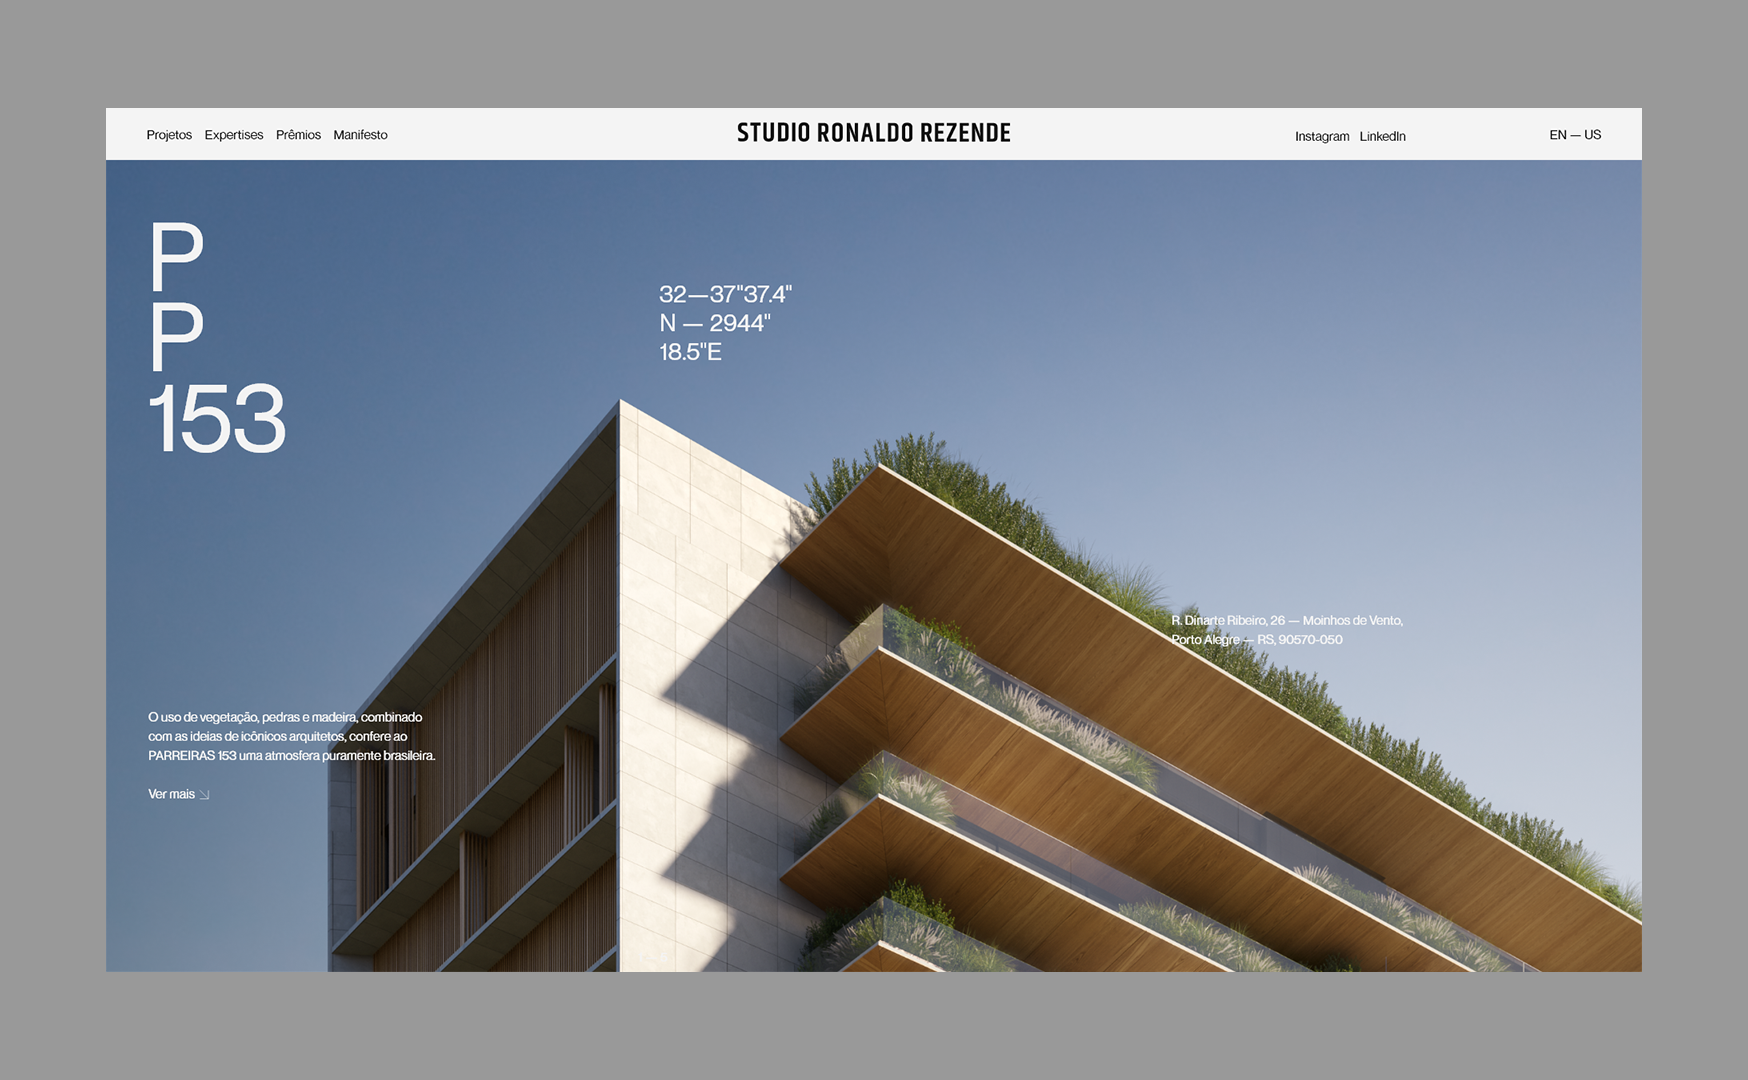 Projetos Expertises Prêmios Manifesto
STUDIO RONALDO REZENDE
Instagram LinkedIn
EN — US
P
P
153
32—37"37.4"
N — 2944"
18.5"E
R. Dinarte Ribeiro, 26 — Moinhos de Vento,
Porto Alegre — RS, 90570-050
O uso de vegetação, pedras e madeira, combinado
com as ideias de icônicos arquitetos, confere ao
PARREIRAS 153 uma atmosfera puramente brasileira.
Ver mais